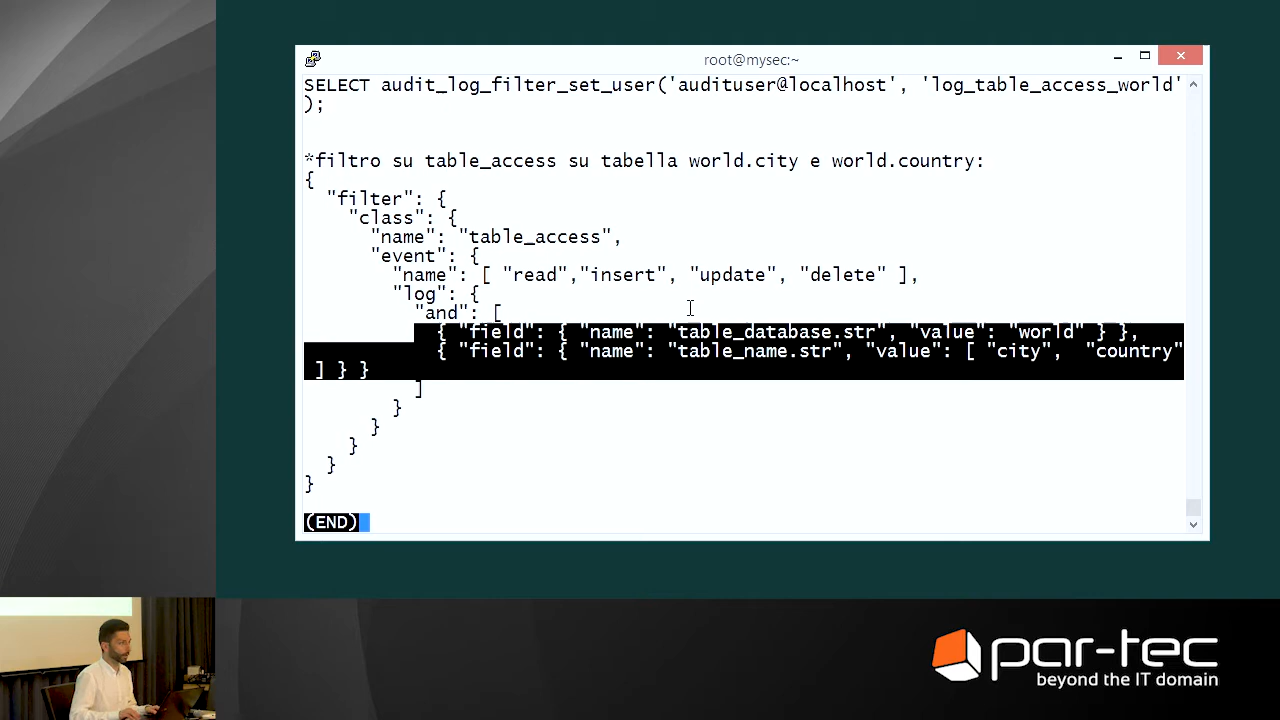 root@mysec:~
SELECT audit_log_filter_set_user('audituser@localhost', 'log_table_access_world'
);
*filtro su table_access su tabella world.city e world.country:
{
"filter": {
"class": {
"name": "table_access",
"event": {
"name": [ "read","insert", "update", "delete" ],
"log": {
"and": [
{ "field": { "name": "table_database.str", "value": "world" } },
{ "field": { "name": "table_name.str", "value": [ "city",  "country"
] } }
]
}
}
}
}
}
(END)
par-tec
beyond the IT domain